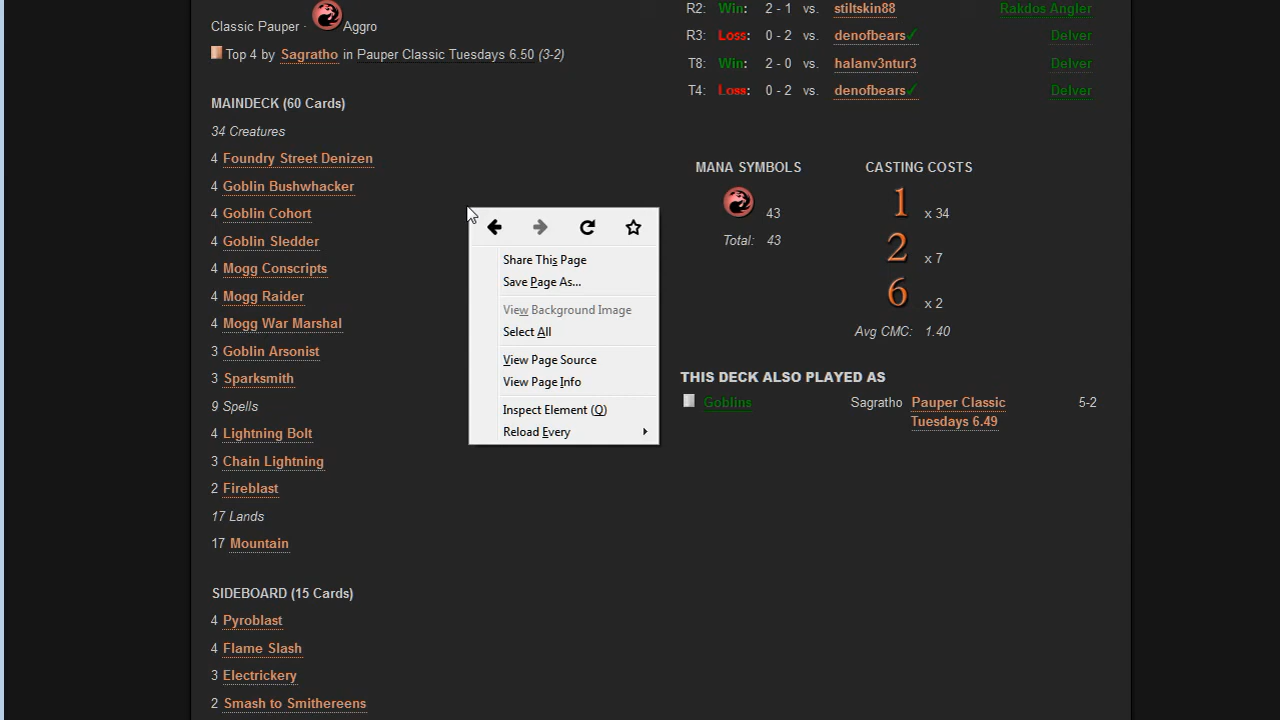 Classic Pauper · Aggro
Top 4 by Sagratho in Pauper Classic Tuesdays 6.50 (3-2)
MAINDECK (60 Cards)
34 Creatures
4 Foundry Street Denizen
4 Goblin Bushwhacker
4 Goblin Cohort
4 Goblin Sledder
4 Mogg Conscripts
4 Mogg Raider
4 Mogg War Marshal
3 Goblin Arsonist
3 Sparksmith
9 Spells
4 Lightning Bolt
3 Chain Lightning
2 Fireblast
17 Lands
17 Mountain
SIDEBOARD (15 Cards)
4 Pyroblast
4 Flame Slash
3 Electrickery
2 Smash to Smithereens
Share This Page
Save Page As...
View Background Image
Select All
View Page Source
View Page Info
Inspect Element (Q)
Reload Every
R2: Win: 2 - 1 vs. stiltskin88 Rakdos Angler
R3: Loss: 0 - 2 vs. denofbears✓ Delver
T8: Win: 2 - 0 vs. halanv3ntur3 Delver
T4: Loss: 0 - 2 vs. denofbears✓ Delver
MANA SYMBOLS
43
Total: 43
CASTING COSTS
1 x 34
2 x 7
6 x 2
Avg CMC: 1.40
THIS DECK ALSO PLAYED AS
Goblins Sagratho Pauper Classic 5-2
Tuesdays 6.49